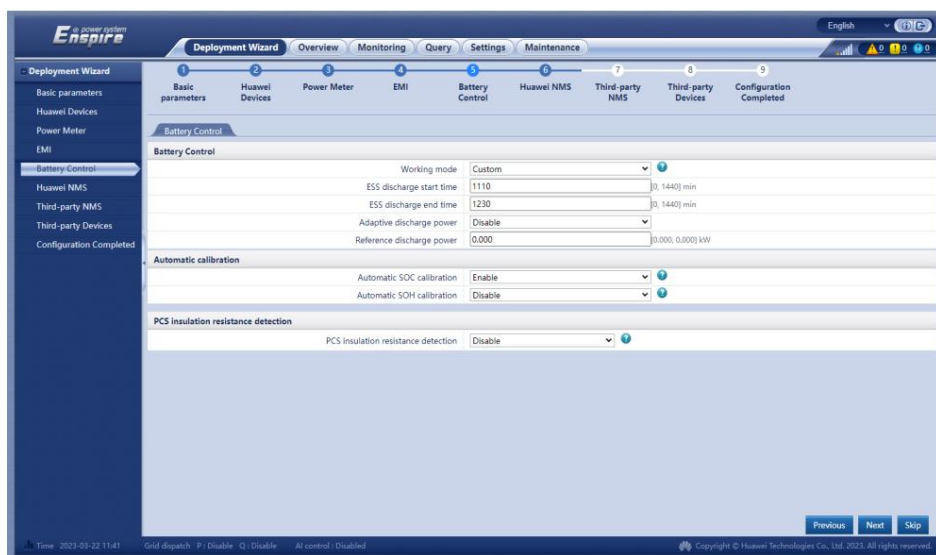 power system
Enspire
English
Deployment Wizard Overview Monitoring Query Settings Maintenance
0 0 0
Deployment Wizard
Basic parameters
Huawei Devices
Power Meter
EMI
Battery Control
Huawei NMS
Third-party NMS
Third-party Devices
Configuration Completed
1 2 3 4 5 6 7 8 9
Basic parameters
Huawei Devices
Power Meter
EMI
Battery Control
Huawei NMS
Third-party NMS
Third-party Devices
Configuration Completed
Battery Control
Battery Control
Working mode Custom
ESS discharge start time 1110 [0, 1440] min
ESS discharge end time 1230 [0, 1440] min
Adaptive discharge power Disable
Reference discharge power 0.000 [0.000, 0.000] kW
Automatic calibration
Automatic SOC calibration Enable
Automatic SOH calibration Disable
PCS insulation resistance detection
PCS insulation resistance detection Disable
Previous Next Skip
Time 2023-03-22 11:41 Grid dispatch P : Disable Q : Disable AI control : Disabled
Copyright © Huawei Technologies Co., Ltd. 2023. All rights reserved.